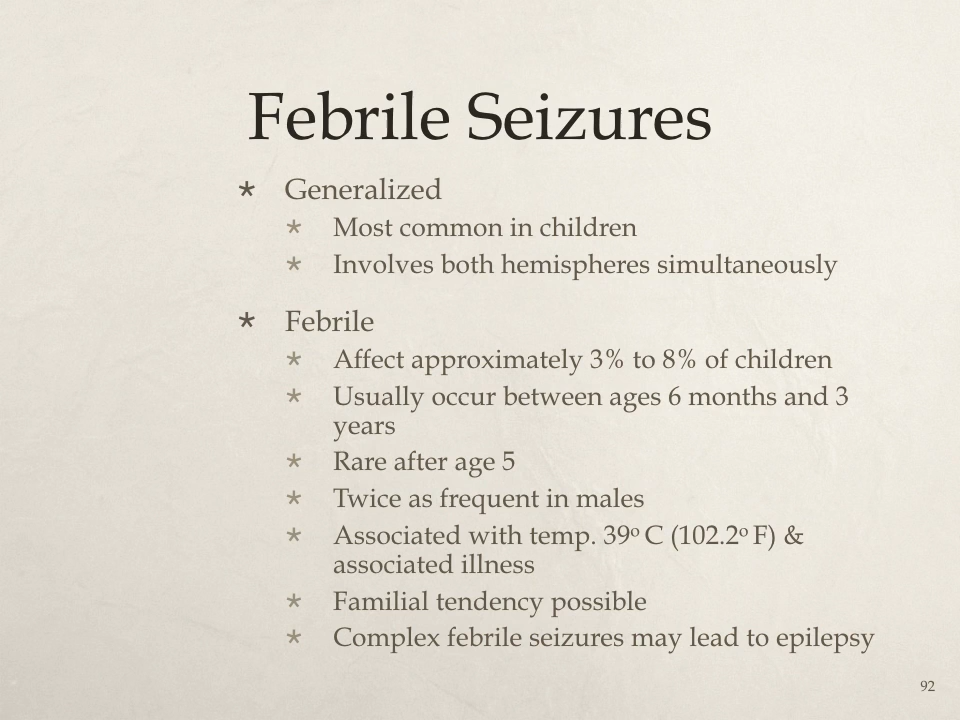 Febrile Seizures
* Generalized
* Most common in children
* Involves both hemispheres simultaneously
* Febrile
* Affect approximately 3% to 8% of children
* Usually occur between ages 6 months and 3
years
* Rare after age 5
* Twice as frequent in males
* Associated with temp. 39º C (102.2º F) &
associated illness
* Familial tendency possible
* Complex febrile seizures may lead to epilepsy
92